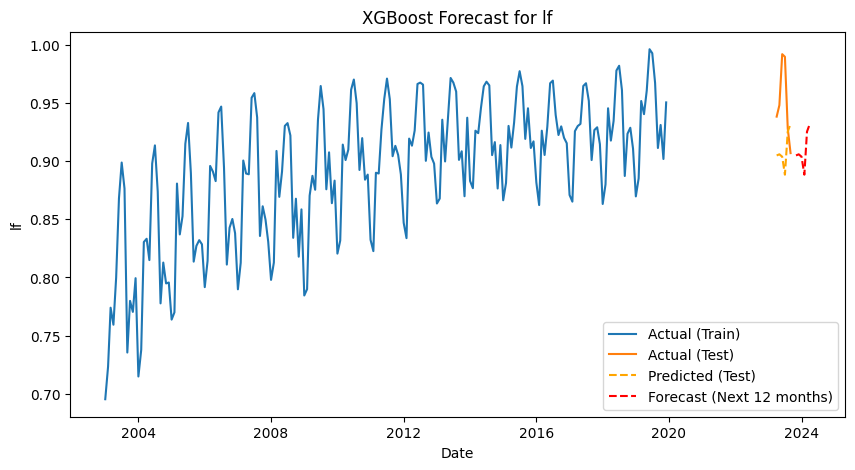 XGBoost Forecast for lf
1.00
0.95
0.90
0.85
0.80
0.75
0.70
lf
2004
2008
2012
2016
2020
2024
Date
Actual (Train)
Actual (Test)
Predicted (Test)
Forecast (Next 12 months)